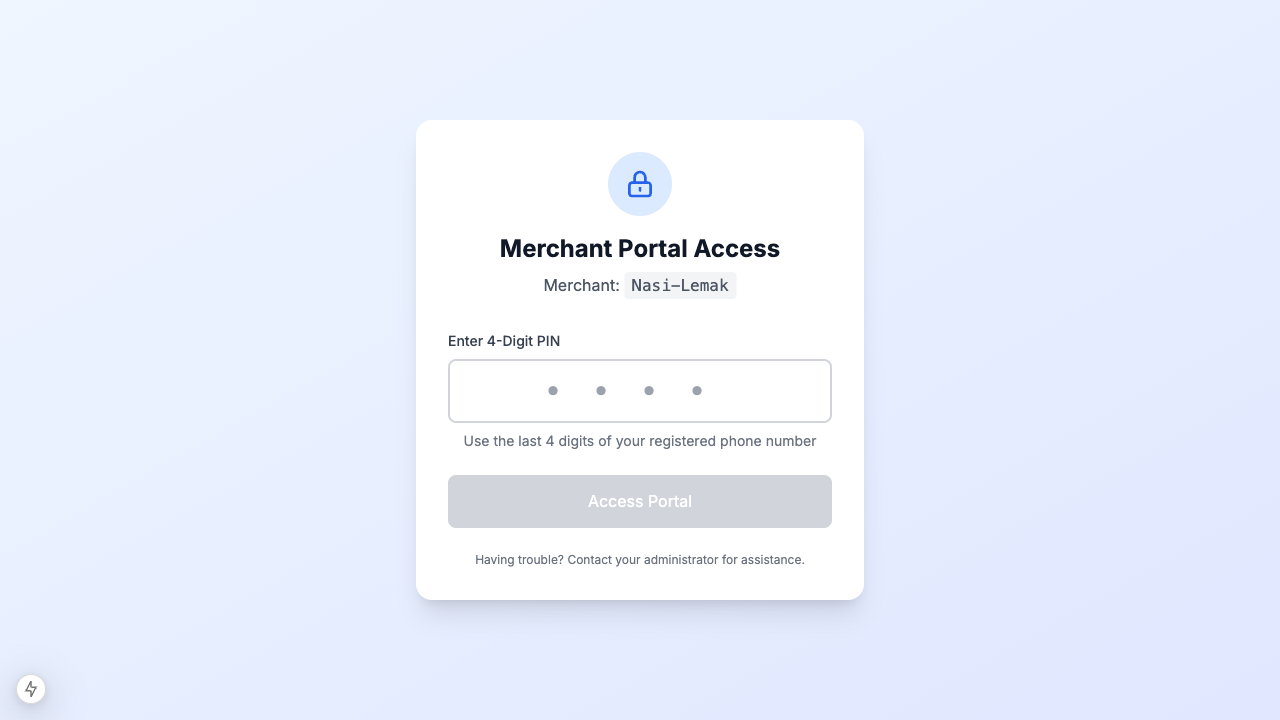 Merchant Portal Access
Merchant: Nasi-Lemak
Enter 4-Digit PIN
● ● ● ●
Use the last 4 digits of your registered phone number
Access Portal
Having trouble? Contact your administrator for assistance.